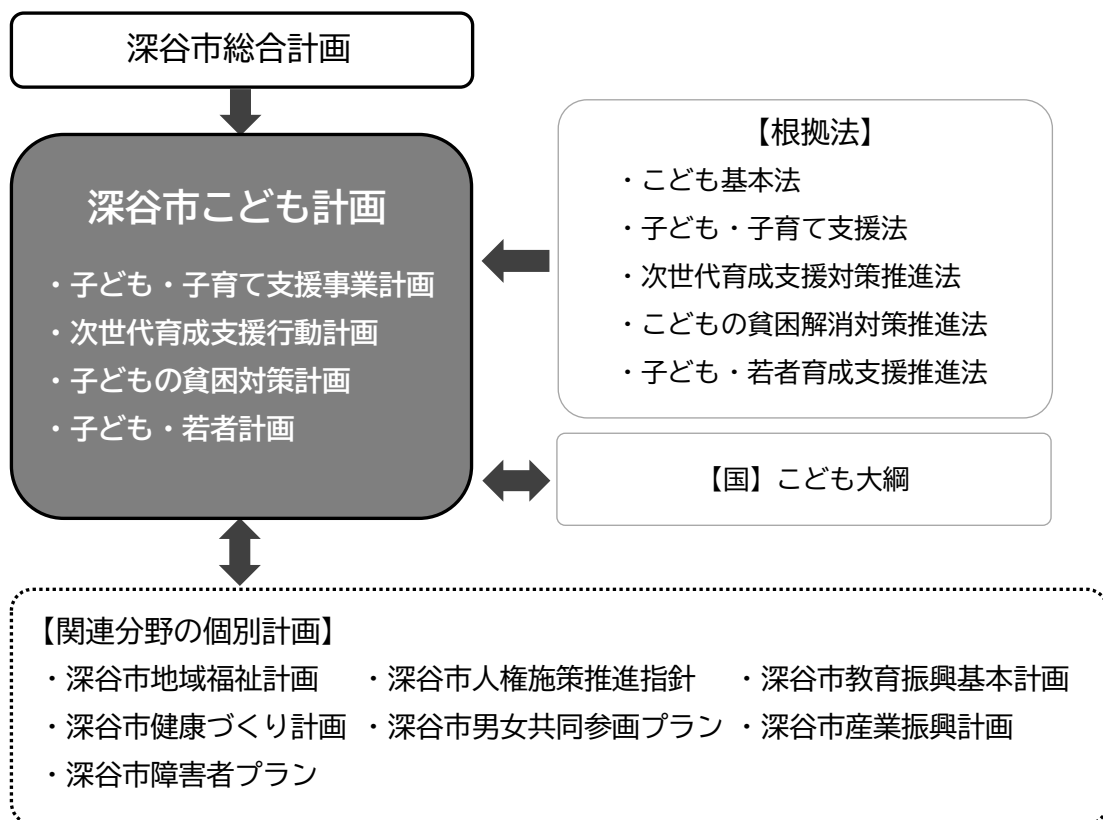 深谷市総合計画
深谷市こども計画
・子ども・子育て支援事業計画
・次世代育成支援行動計画
・子どもの貧困対策計画
・子ども・若者計画
【根拠法】
・こども基本法
・子ども・子育て支援法
・次世代育成支援対策推進法
・こどもの貧困解消対策推進法
・子ども・若者育成支援推進法
【国】こども大綱
【関連分野の個別計画】
・深谷市地域福祉計画 ・深谷市人権施策推進指針 ・深谷市教育振興基本計画
・深谷市健康づくり計画 ・深谷市男女共同参画プラン ・深谷市産業振興計画
・深谷市障害者プラン